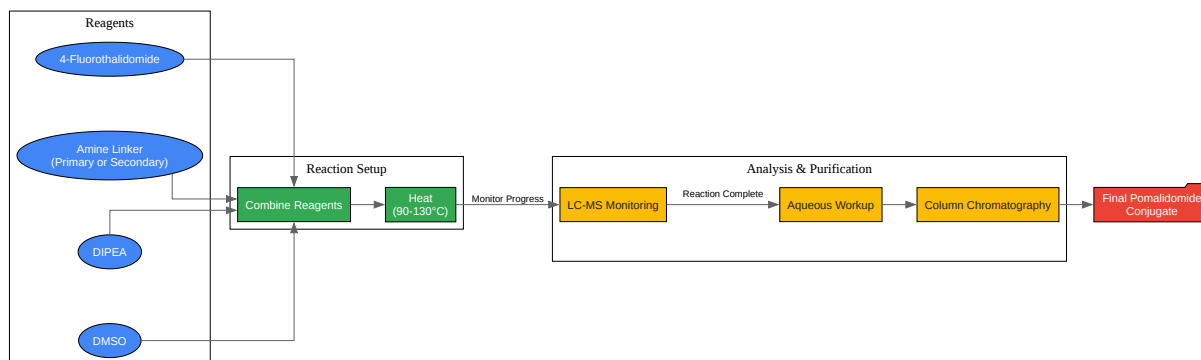 Reagents
4-Fluorothalidomide
Amine Linker
(Primary or Secondary)
DIPEA
DMSO
Reaction Setup
Combine Reagents
Heat
(90-130°C)
Monitor Progress
Analysis & Purification
LC-MS Monitoring
Reaction Complete
Aqueous Workup
Column Chromatography
Final Pomalidomide
Conjugate